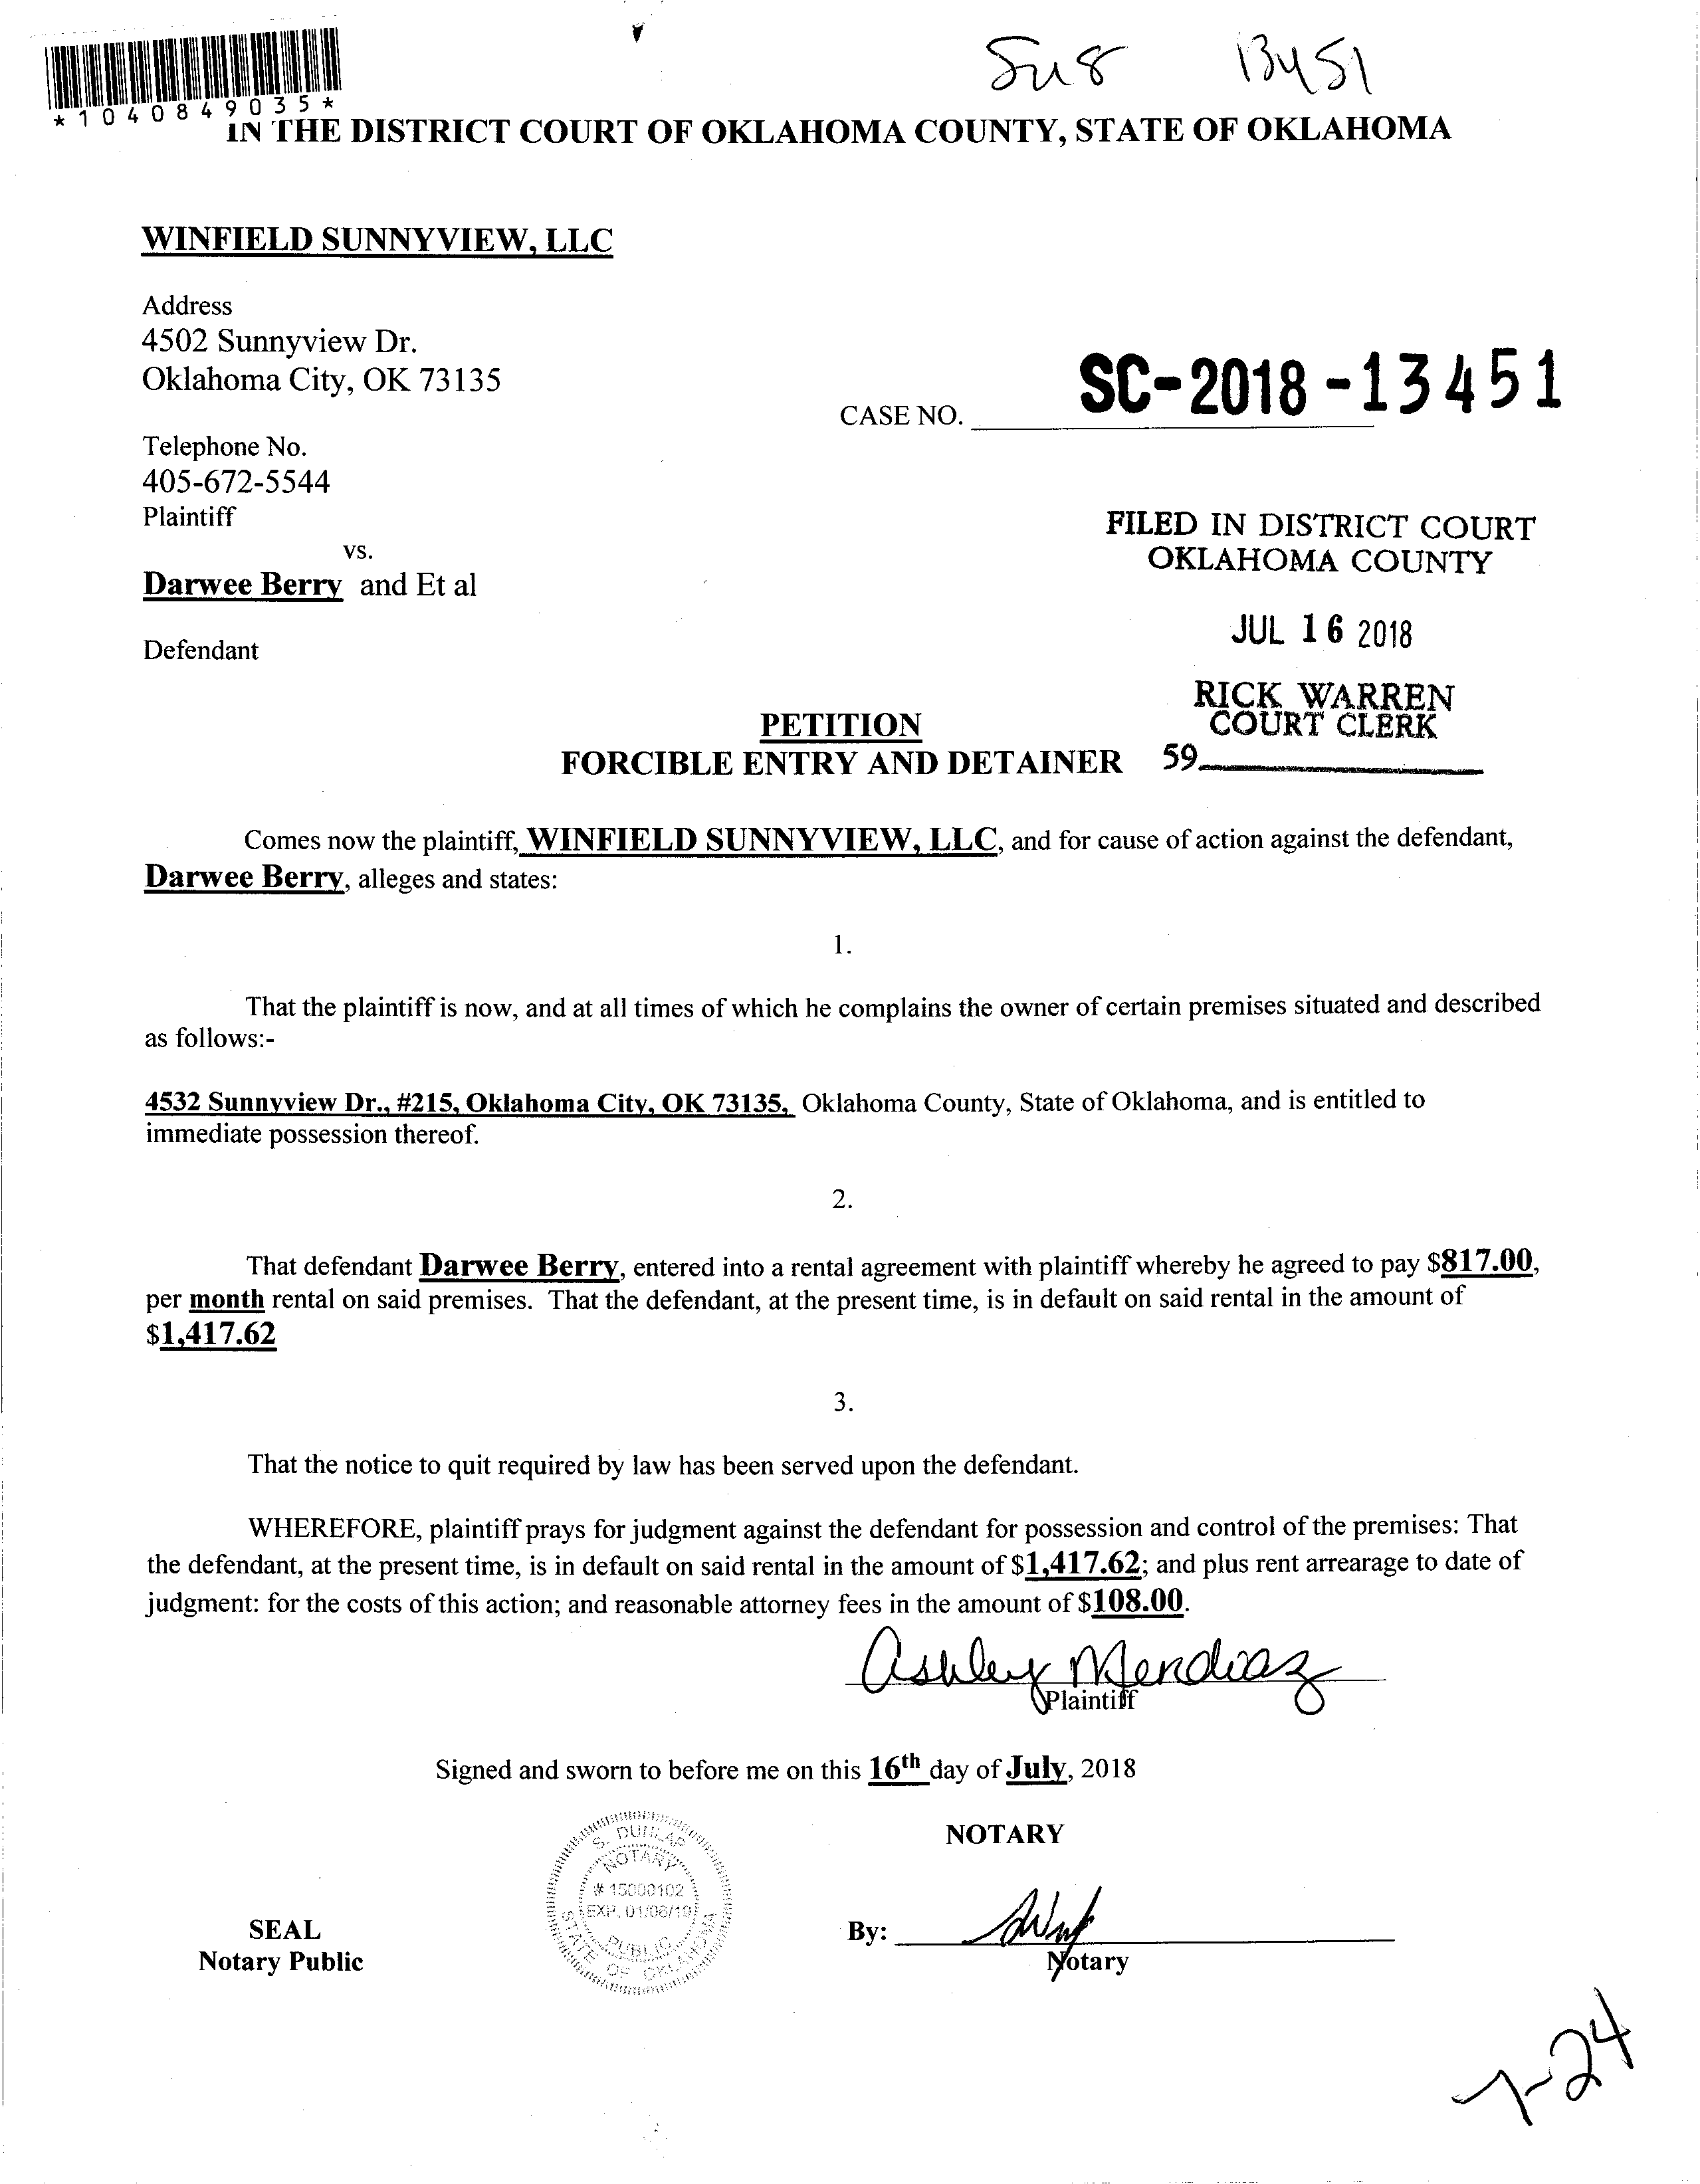 Su8 13451
*1040849035*
IN THE DISTRICT COURT OF OKLAHOMA COUNTY, STATE OF OKLAHOMA
WINFIELD SUNNYVIEW, LLC
Address
4502 Sunnyview Dr.
Oklahoma City, OK 73135
CASE NO. SC-2018-13451
Telephone No.
405-672-5544
Plaintiff
FILED IN DISTRICT COURT
OKLAHOMA COUNTY
vs.
Darwee Berry and Et al
JUL 16 2018
Defendant
RICK WARREN
COURT CLERK
59
PETITION
FORCIBLE ENTRY AND DETAINER
Comes now the plaintiff, WINFIELD SUNNYVIEW, LLC, and for cause of action against the defendant,
Darwee Berry, alleges and states:
1.
That the plaintiff is now, and at all times of which he complains the owner of certain premises situated and described
as follows:-
4532 Sunnyview Dr., #215, Oklahoma City, OK 73135, Oklahoma County, State of Oklahoma, and is entitled to
immediate possession thereof.
2.
That defendant Darwee Berry, entered into a rental agreement with plaintiff whereby he agreed to pay $817.00,
per month rental on said premises. That the defendant, at the present time, is in default on said rental in the amount of
$1,417.62
3.
That the notice to quit required by law has been served upon the defendant.
WHEREFORE, plaintiff prays for judgment against the defendant for possession and control of the premises: That
the defendant, at the present time, is in default on said rental in the amount of $1,417.62; and plus rent arrearage to date of
judgment: for the costs of this action; and reasonable attorney fees in the amount of $108.00.
Ashley Mendiaz
Plaintiff
Signed and sworn to before me on this 16th day of July, 2018
NOTARY
S. DUNLAP
NOTARY
# 15000102
EXP. 01/06/19
PUBLIC
STATE OF OKLAHOMA
SEAL
Notary Public
By:
Notary
7-24